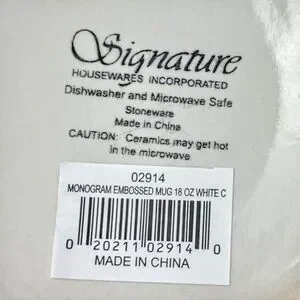 Signature
HOUSEWARES INCORPORATED
Dishwasher and Microwave Safe
Stoneware
Made in China
CAUTION: Ceramics may get hot
in the microwave
02914
MONOGRAM EMBOSSED MUG 18 OZ WHITE C
0 20211 02914 0
MADE IN CHINA